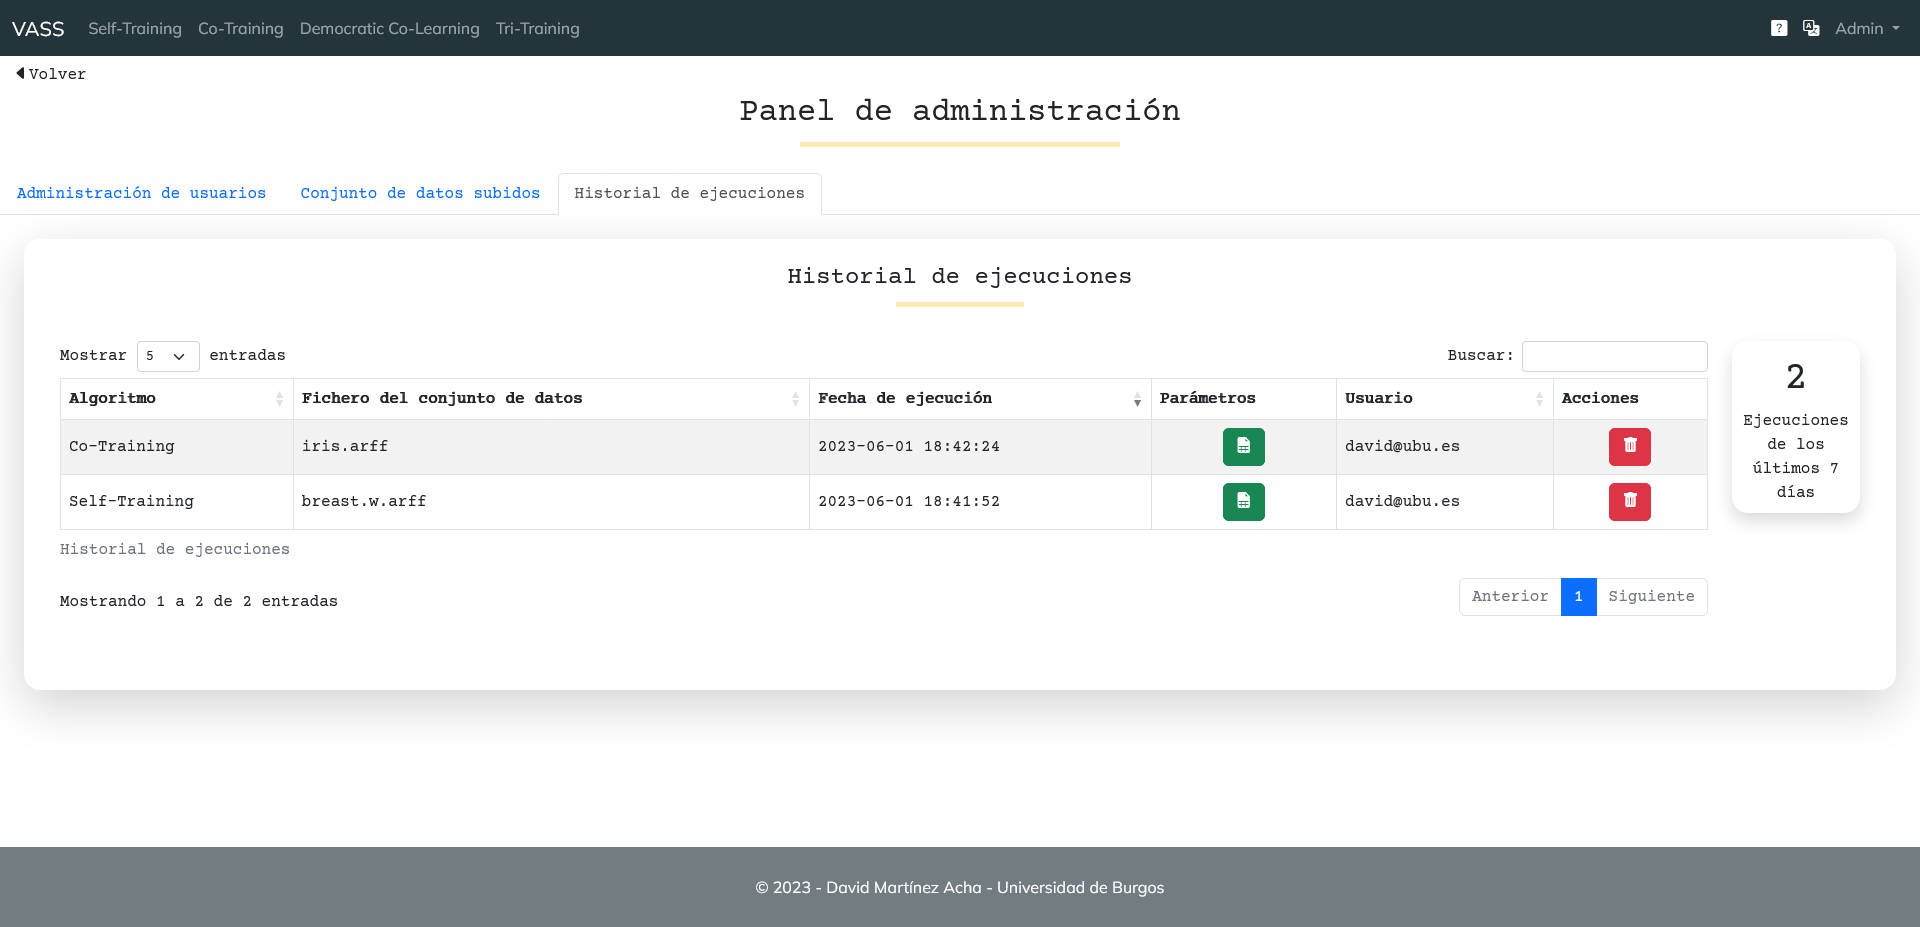 VASS Self-Training Co-Training Democratic Co-Learning Tri-Training Admin
Volver
Panel de administración
Administración de usuarios Conjunto de datos subidos Historial de ejecuciones
Historial de ejecuciones
Mostrar 5 entradas Buscar:
Algoritmo Fichero del conjunto de datos Fecha de ejecución Parámetros Usuario Acciones
Co-Training iris.arff 2023-06-01 18:42:24 david@ubu.es
Self-Training breast.w.arff 2023-06-01 18:41:52 david@ubu.es
Historial de ejecuciones
Mostrando 1 a 2 de 2 entradas Anterior 1 Siguiente
2
Ejecuciones
de los
últimos 7
días
© 2023 - David Martínez Acha - Universidad de Burgos